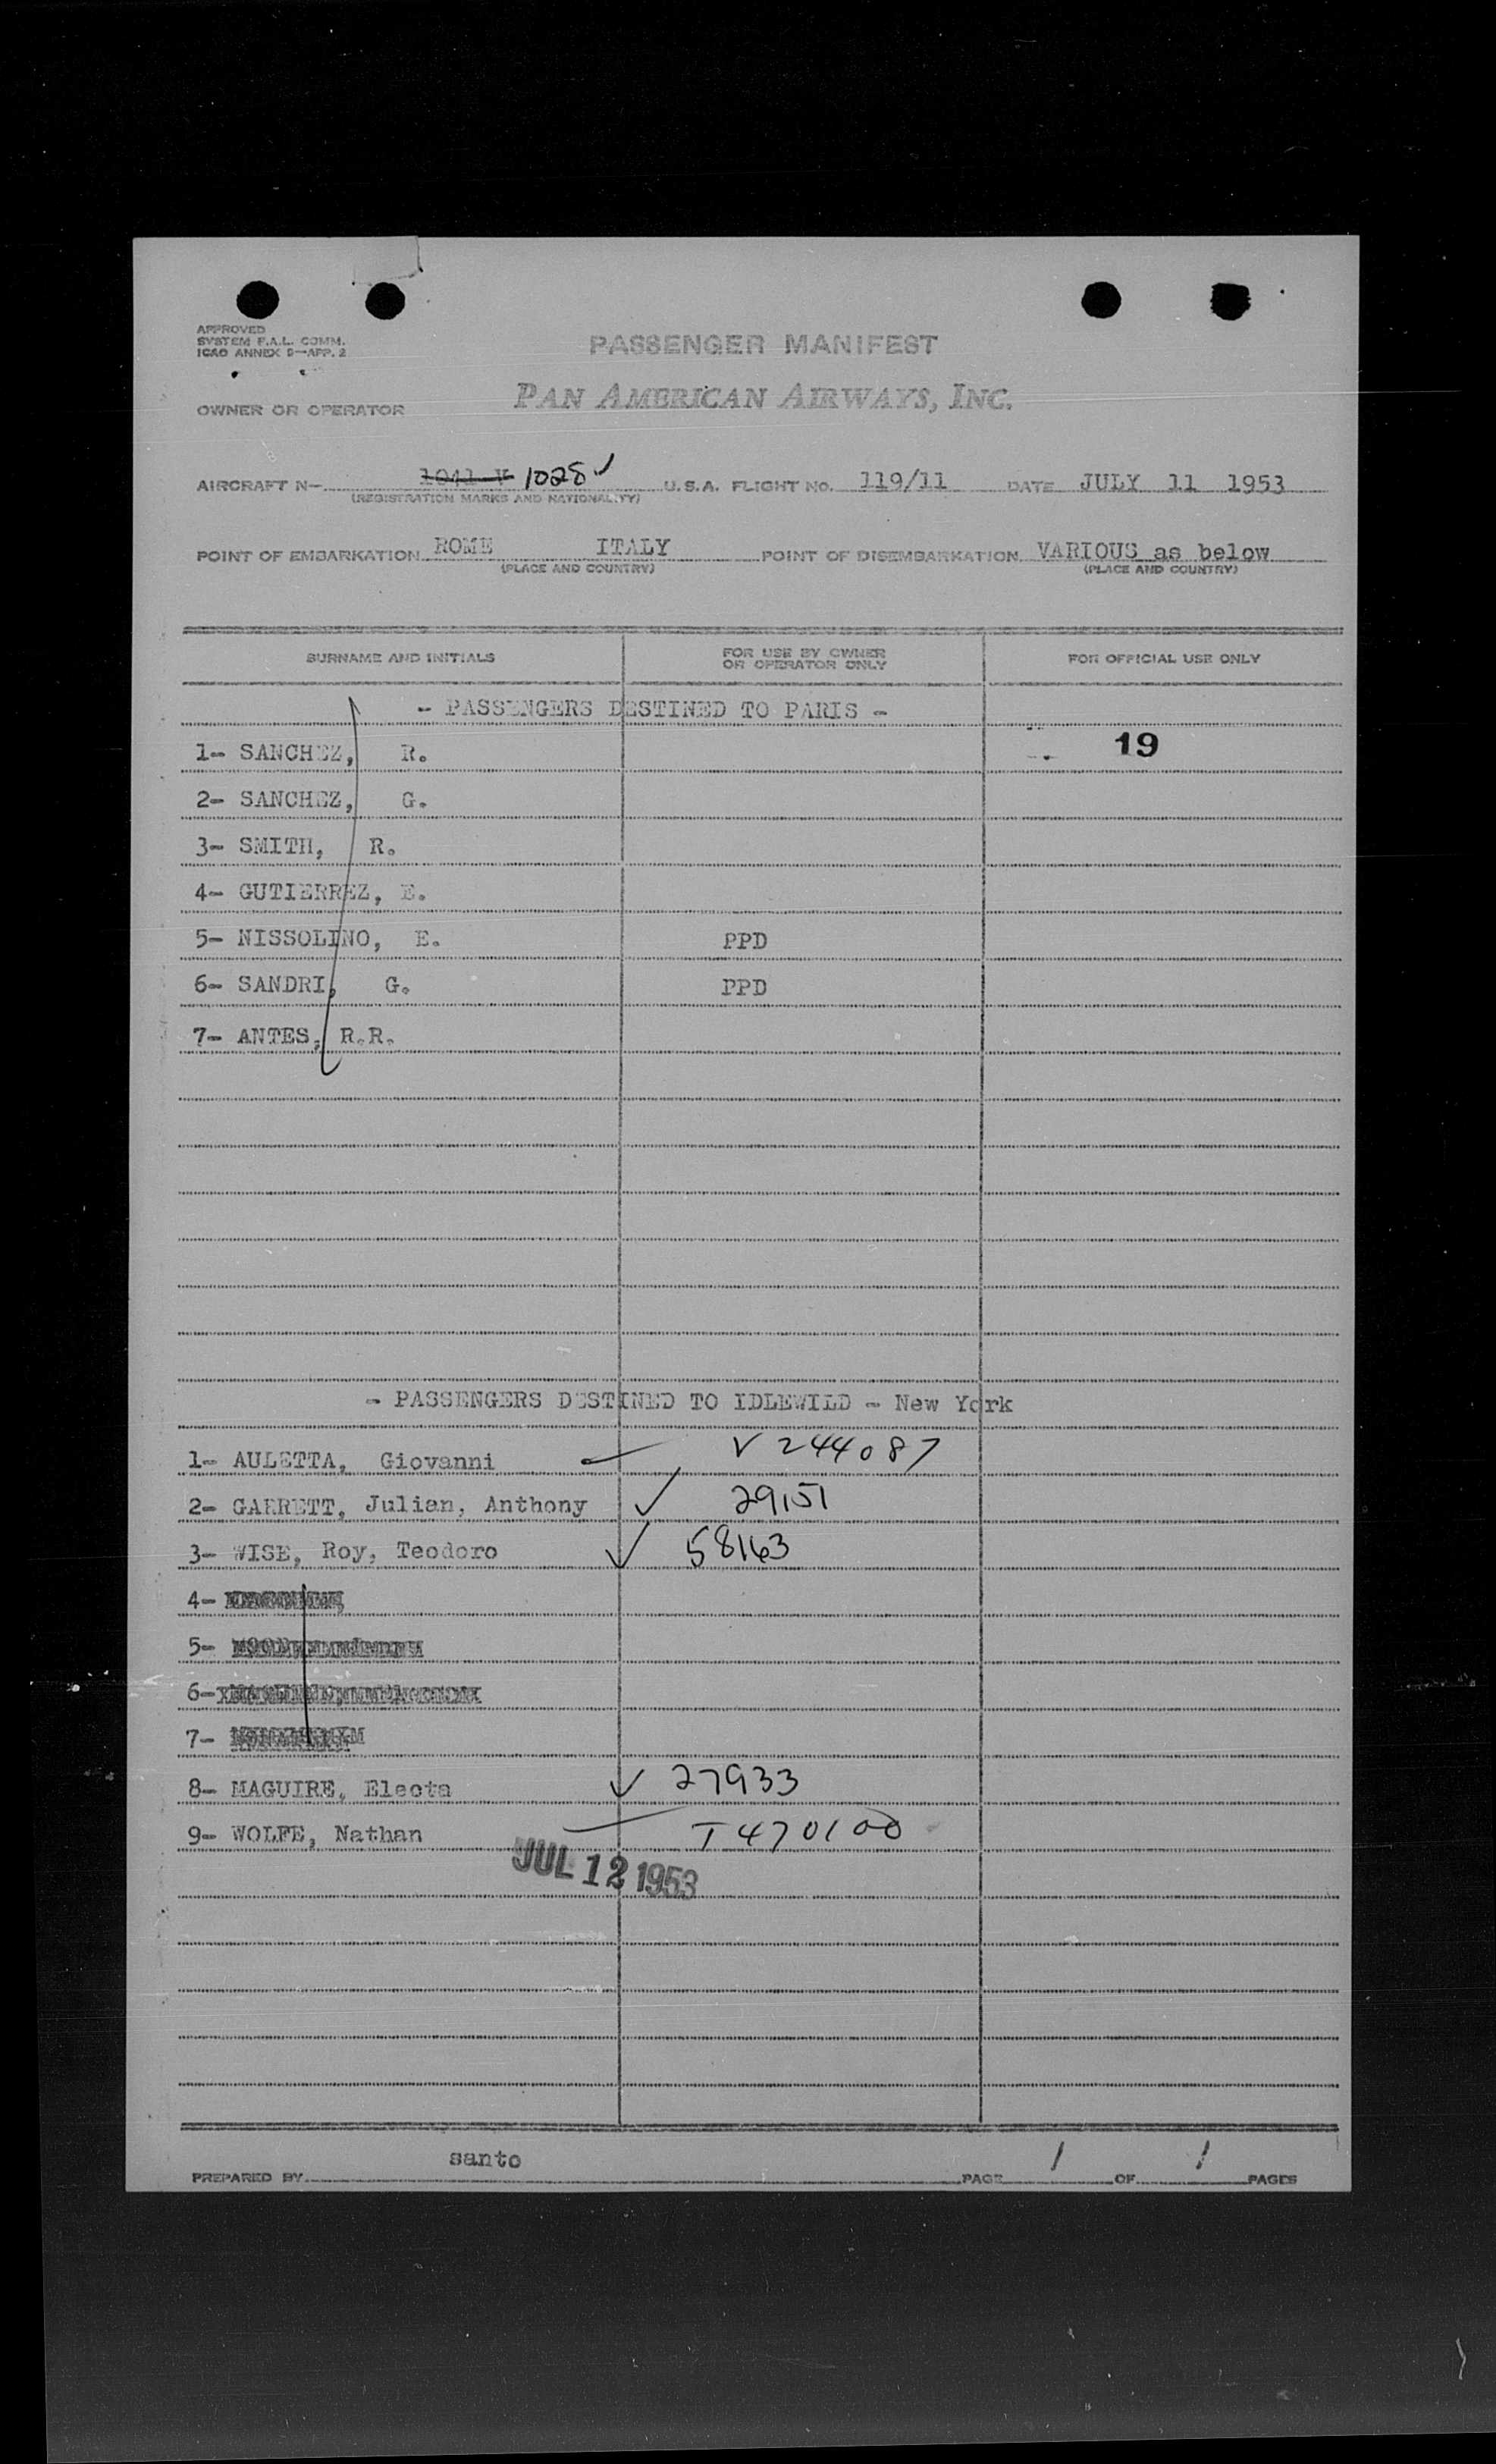 APPROVED
SYSTEM F.A.L. COMM.
ICAO ANNEX 9—APP. 2
PASSENGER MANIFEST
OWNER OR OPERATOR PAN AMERICAN AIRWAYS, INC.
AIRCRAFT N- 1041 V 1028 U.S.A. FLIGHT NO. 119/11 DATE JULY 11 1953
(REGISTRATION MARKS AND NATIONALITY)
POINT OF EMBARKATION ROME ITALY POINT OF DISEMBARKATION VARIOUS as below
(PLACE AND COUNTRY) (PLACE AND COUNTRY)
SURNAME AND INITIALS FOR USE BY OWNER OR OPERATOR ONLY FOR OFFICIAL USE ONLY
- PASSENGERS DESTINED TO PARIS -
1- SANCHEZ, R. 19
2- SANCHEZ, G.
3- SMITH, R.
4- GUTIERREZ, E.
5- NISSOLINO, E. PPD
6- SANDRI, G. PPD
7- ANTES, R.R.
- PASSENGERS DESTINED TO IDLEWILD - New York
1- AULETTA, Giovanni V 244087
2- GARRETT, Julian, Anthony ✓ 29151
3- WISE, Roy, Teodoro ✓ 58163
4-
5-
6-
7-
8- MAGUIRE, Electa ✓ 27933
9- WOLFE, Nathan T 470100
JUL 12 1953
santo
PREPARED BY PAGE 1 OF 1 PAGES